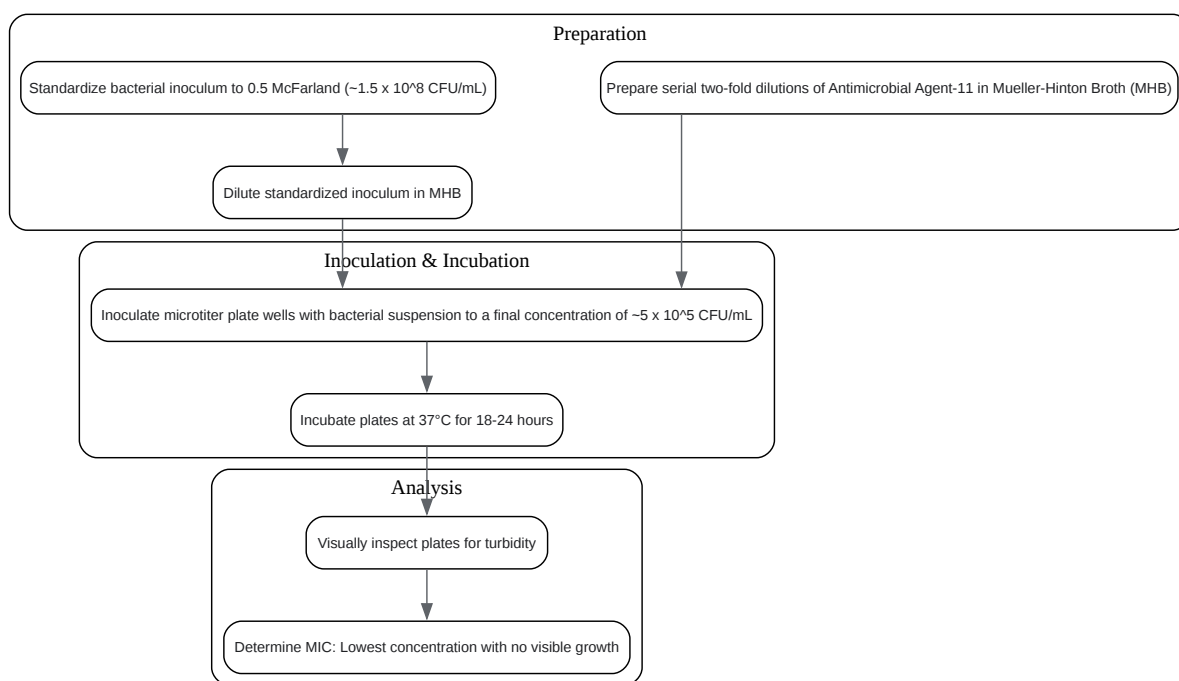 Preparation
Standardize bacterial inoculum to 0.5 McFarland (~1.5 x 10^8 CFU/mL)
Prepare serial two-fold dilutions of Antimicrobial Agent-11 in Mueller-Hinton Broth (MHB)
Dilute standardized inoculum in MHB
Inoculation & Incubation
Inoculate microtiter plate wells with bacterial suspension to a final concentration of ~5 x 10^5 CFU/mL
Incubate plates at 37°C for 18-24 hours
Analysis
Visually inspect plates for turbidity
Determine MIC: Lowest concentration with no visible growth